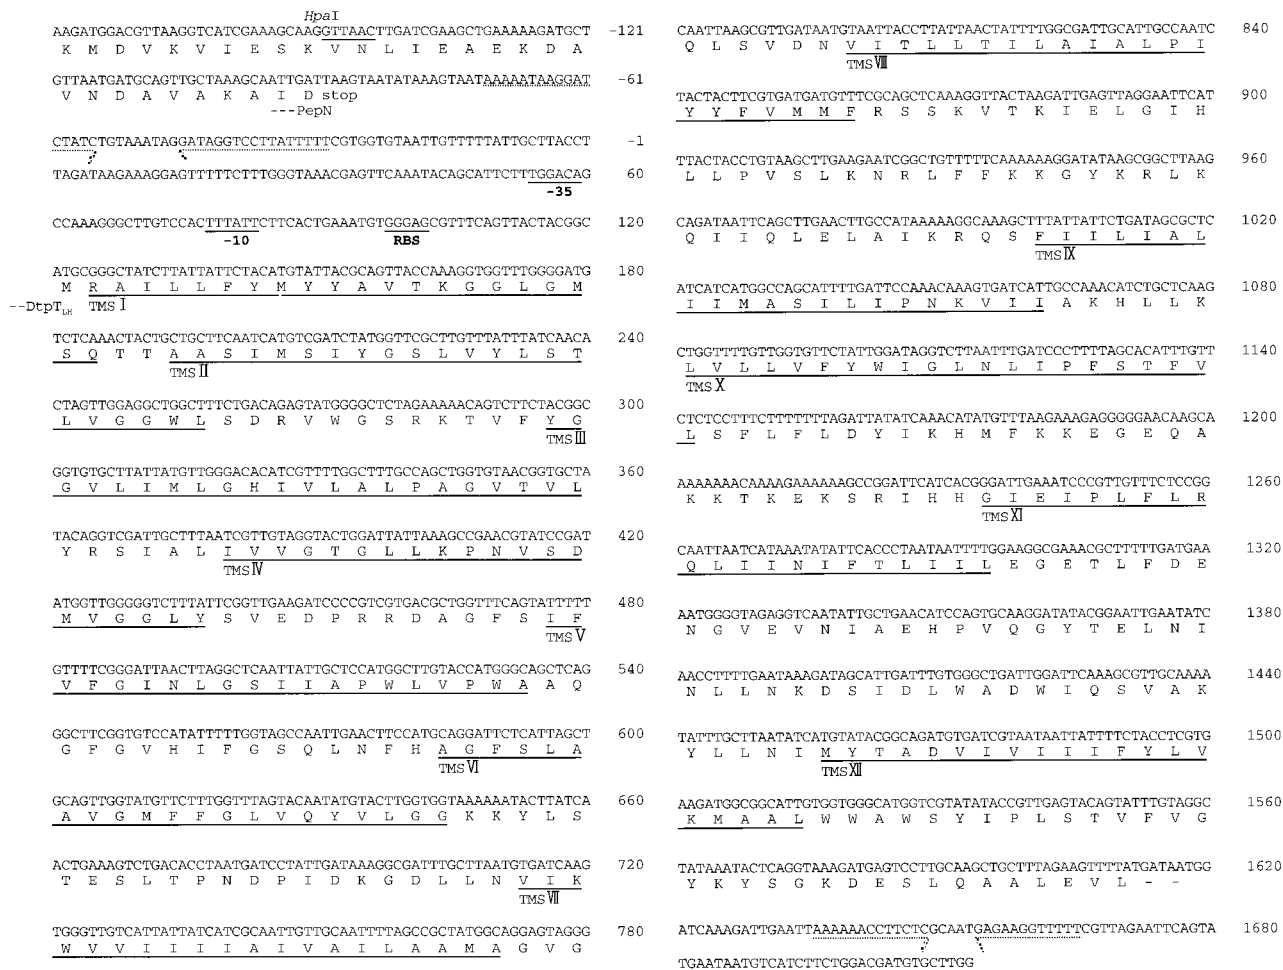 HpaI
AAGATGGACGTTAAGGTCATCGAAAGCAAGGTTAACTTGATCGAAGCTGAAAAAGATGCT -121
K M D V K V I E S K V N L I E A E K D A
GTTAATGATGCAGTTGCTAAAGCAATTGATTAAGTAATATAAAGTAATAAAAATAAGGAT -61
V N D A V A K A I D stop
---PepN
CTATCTGTAAATAGGATAGGTCCTTATTTTTCGTGGTGTAATTGTTTTTATTGCTTACCT -1
TAGATAAGAAAGGAGTTTTTCTTTGGGTAAACGAGTTCAAATACAGCATTCTTTGGACAG 60
-35
CCAAAGGGCTTGTCCACTTTATTCTTCACTGAAATGTGGGAGCGTTTCAGTTACTACGGC 120
-10 RBS
ATGCGGGCTATCTTATTATTCTACATGTATTACGCAGTTACCAAAGGTGGTTTGGGGATG 180
M R A I L L F Y M Y Y A V T K G G L G M
--DtpTLH TMS I
TCTCAAACTACTGCTGCTTCAATCATGTCGATCTATGGTTCGCTTGTTTATTTATCAACA 240
S Q T T A A S I M S I Y G S L V Y L S T
TMS II
CTAGTTGGAGGCTGGCTTTCTGACAGAGTATGGGGCTCTAGAAAAACAGTCTTCTACGGC 300
L V G G W L S D R V W G S R K T V F Y G
TMS III
GGTGTGCTTATTATGTTGGGACACATCGTTTTGGCTTTGCCAGCTGGTGTAACGGTGCTA 360
G V L I M L G H I V L A L P A G V T V L
TACAGGTCGATTGCTTTAATCGTTGTAGGTACTGGATTATTAAAGCCGAACGTATCCGAT 420
Y R S I A L I V V G T G L L K P N V S D
TMS IV
ATGGTTGGGGGTCTTTATTCGGTTGAAGATCCCCGTCGTGACGCTGGTTTCAGTATTTTT 480
M V G G L Y S V E D P R R D A G F S I F
TMS V
GTTTTCGGGATTAACTTAGGCTCAATTATTGCTCCATGGCTTGTACCATGGGCAGCTCAG 540
V F G I N L G S I I A P W L V P W A A Q
GGCTTCGGTGTCCATATTTTTGGTAGCCAATTGAACTTCCATGCAGGATTCTCATTAGCT 600
G F G V H I F G S Q L N F H A G F S L A
TMS VI
GCAGTTGGTATGTTCTTTGGTTTAGTACAATATGTACTTGGTGGTAAAAAATACTTATCA 660
A V G M F F G L V Q Y V L G G K K Y L S
ACTGAAAGTCTGACACCTAATGATCCTATTGATAAAGGCGATTTGCTTAATGTGATCAAG 720
T E S L T P N D P I D K G D L L N V I K
TMS VII
TGGGTTGTCATTATTATCATCGCAATTGTTGCAATTTTAGCCGCTATGGCAGGAGTAGGG 780
W V V I I I I A I V A I L A A M A G V G
CAATTAAGCGTTGATAATGTAATTACCTTATTAACTATTTTGGCGATTGCATTGCCAATC 840
Q L S V D N V I T L L T I L A I A L P I
TMS VIII
TACTACTTCGTGATGATGTTTCGCAGCTCAAAGGTTACTAAGATTGAGTTAGGAATTCAT 900
Y Y F V M M F R S S K V T K I E L G I H
TTACTACCTGTAAGCTTGAAGAATCGGCTGTTTTTCAAAAAAGGATATAAGCGGCTTAAG 960
L L P V S L K N R L F F K K G Y K R L K
CAGATAATTCAGCTTGAACTTGCCATAAAAAGGCAAAGCTTTATTATTCTGATAGCGCTC 1020
Q I I Q L E L A I K R Q S F I I L I A L
TMS IX
ATCATCATGGCCAGCATTTTGATTCCAAACAAAGTGATCATTGCCAAACATCTGCTCAAG 1080
I I M A S I L I P N K V I I A K H L L K
CTGGTTTTGTTGGTGTTCTATTGGATAGGTCTTAATTTGATCCCTTTTAGCACATTTGTT 1140
L V L L V F Y W I G L N L I P F S T F V
TMS X
CTCTCCTTTCTTTTTTTAGATTATATCAAACATATGTTTAAGAAAGAGGGGGAACAAGCA 1200
L S F L F L D Y I K H M F K K E G E Q A
AAAAAAACAAAAGAAAAAAGCCGGATTCATCACGGGATTGAAATCCCGTTGTTTCTCCGG 1260
K K T K E K S R I H H G I E I P L F L R
TMS XI
CAATTAATCATAAATATATTCACCCTAATAATTTTGGAAGGCGAAACGCTTTTTGATGAA 1320
Q L I I N I F T L I I L E G E T L F D E
AATGGGGTAGAGGTCAATATTGCTGAACATCCAGTGCAAGGATATACGGAATTGAATATC 1380
N G V E V N I A E H P V Q G Y T E L N I
AACCTTTTGAATAAAGATAGCATTGATTTGTGGGCTGATTGGATTCAAAGCGTTGCAAAA 1440
N L L N K D S I D L W A D W I Q S V A K
TATTTGCTTAATATCATGTATACGGCAGATGTGATCGTAATAATTATTTTCTACCTCGTG 1500
Y L L N I M Y T A D V I V I I I F Y L V
TMS XII
AAGATGGCGGCATTGTGGTGGGCATGGTCGTATATACCGTTGAGTACAGTATTTGTAGGC 1560
K M A A L W W A W S Y I P L S T V F V G
TATAAATACTCAGGTAAAGATGAGTCCTTGCAAGCTGCTTTAGAAGTTTTATGATAATGG 1620
Y K Y S G K D E S L Q A A L E V L - -
ATCAAAGATTGAATTAAAAAACCTTCTCGCAATGAGAAGGTTTTTCGTTAGAATTCAGTA 1680
TGAATAATGTCATCTTCTGGACGATGTGCTTGG